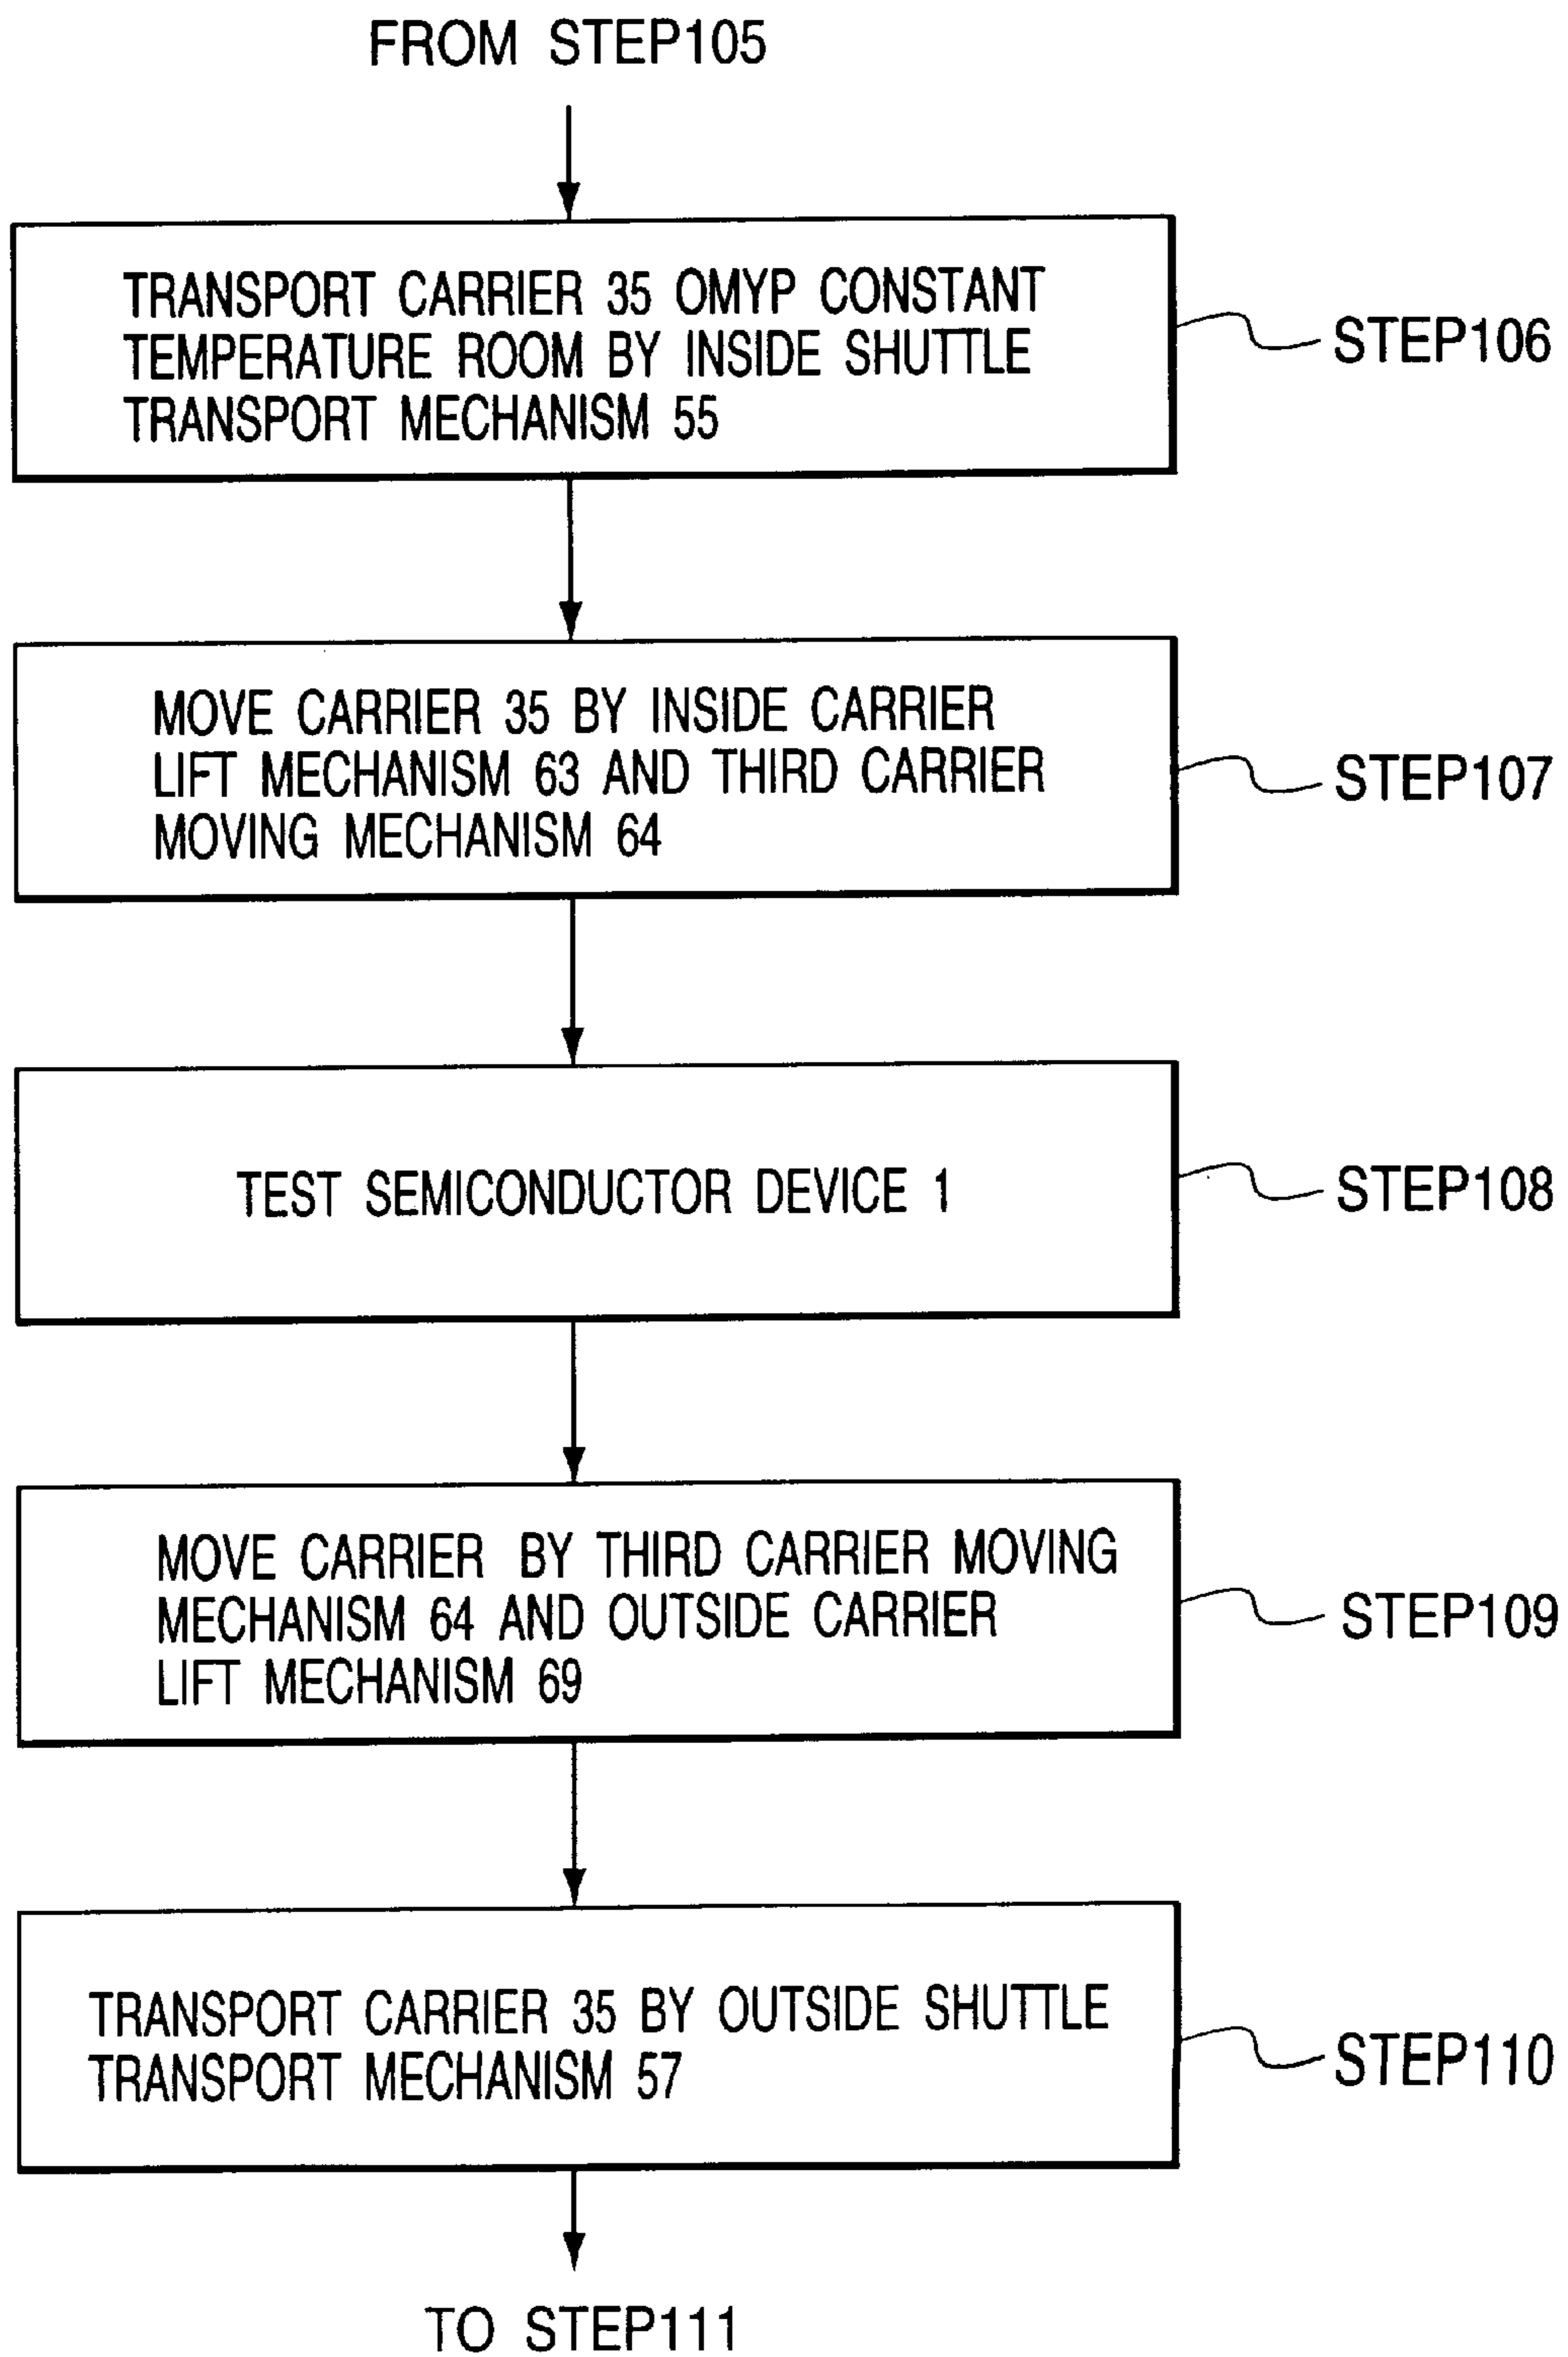 FROM STEP105
TRANSPORT CARRIER 35 OMYP CONSTANT
TEMPERATURE ROOM BY INSIDE SHUTTLE
TRANSPORT MECHANISM 55
STEP106
MOVE CARRIER 35 BY INSIDE CARRIER
LIFT MECHANISM 63 AND THIRD CARRIER
MOVING MECHANISM 64
STEP107
TEST SEMICONDUCTOR DEVICE 1
STEP108
MOVE CARRIER BY THIRD CARRIER MOVING
MECHANISM 64 AND OUTSIDE CARRIER
LIFT MECHANISM 69
STEP109
TRANSPORT CARRIER 35 BY OUTSIDE SHUTTLE
TRANSPORT MECHANISM 57
STEP110
TO STEP111